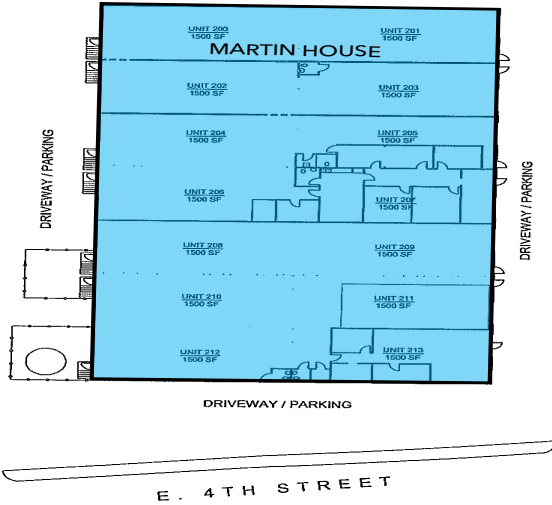 UNIT 200
1500 SF
UNIT 201
1500 SF
MARTIN HOUSE
UNIT 202
1500 SF
UNIT 203
1500 SF
UNIT 204
1500 SF
UNIT 205
1500 SF
UNIT 206
1500 SF
UNIT 207
1500 SF
UNIT 208
1500 SF
UNIT 209
1500 SF
UNIT 210
1500 SF
UNIT 211
1500 SF
UNIT 212
1500 SF
UNIT 213
1500 SF
DRIVEWAY / PARKING
DRIVEWAY / PARKING
DRIVEWAY / PARKING
E. 4TH STREET